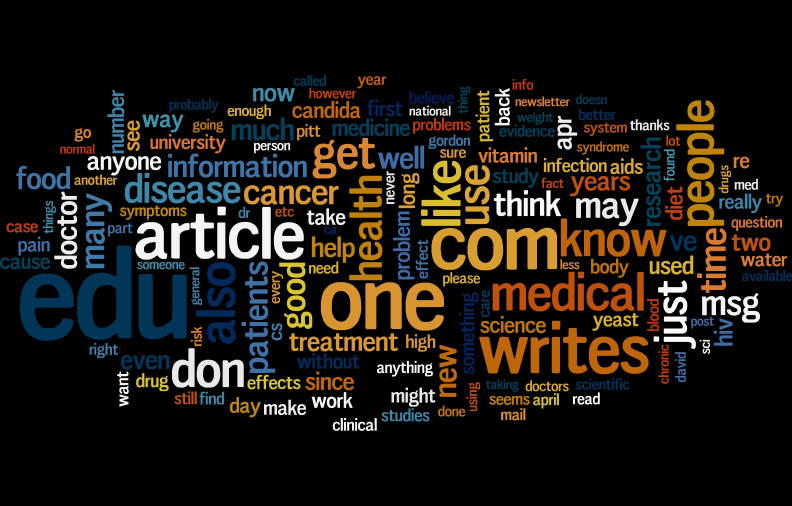 called
year
now
however
probably
number
enough
candida
first
believe
thing
patient
back
info
newsletter
doesn
people
way
going
much
pitt
medicine
national
problems
weight
better
apr
evidence
system
thanks
go
see
university
person
get
well
gordon
sure
vitamin
syndrome
research
found
lot
normal
anyone
information
never
long
like
use
study
infection
aids
drugs
re
food
another
disease
cancer
health
fact
years
diet
med
doctor
many
symptoms
dr
etc
take
think
may
really
try
case
things
part
article
ca
help
problem
effect
com
know
ve
time
two
question
pain
cause
someone
general
also
patients
every
good
need
please
less
body
used
water
available
edu
one
something
care
medical
blood
just
msg
risk
cs
treatment
high
science
yeast
writes
post
sci
hiv
right
even
don
without
anything
new
chronic
david
want
drug
effects
since
might
using
taking
doctors
scientific
still
find
day
make
work
studies
done
seems
april
read
mail
clinical